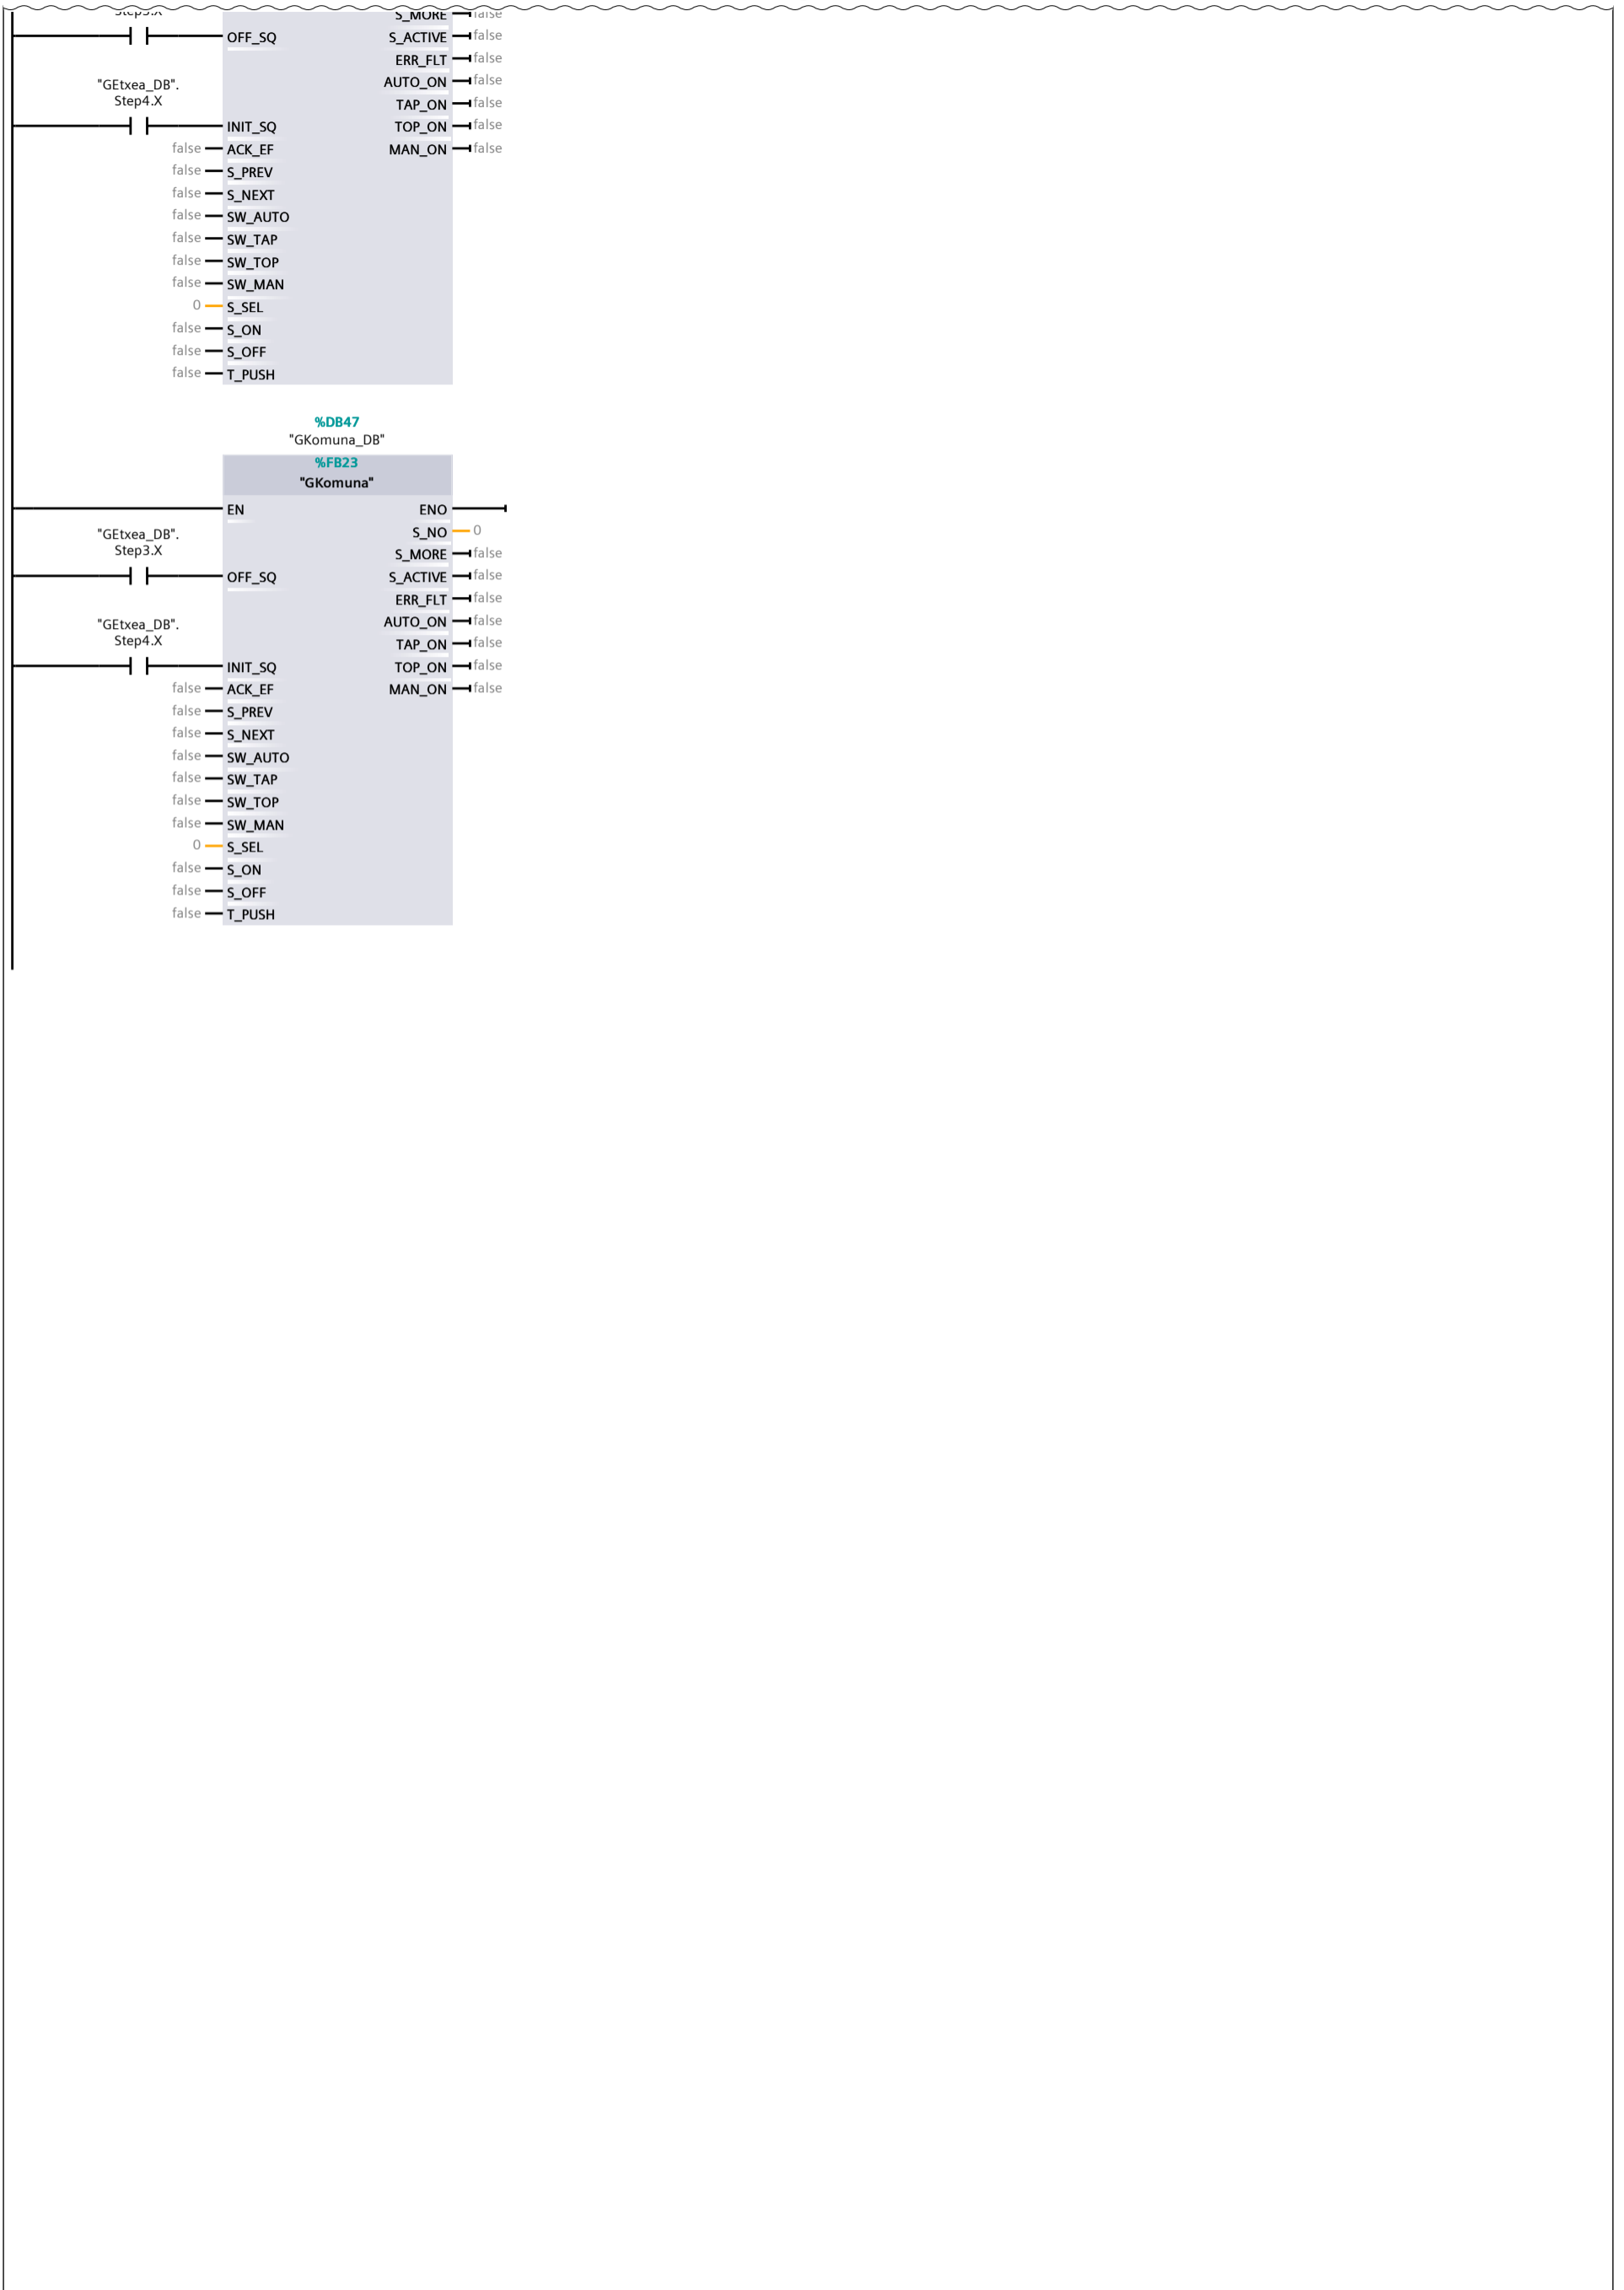 S_MORE false
OFF_SQ S_ACTIVE false
ERR_FLT false
"GEtxea_DB". AUTO_ON false
Step4.X TAP_ON false
INIT_SQ TOP_ON false
false ACK_EF MAN_ON false
false S_PREV
false S_NEXT
false SW_AUTO
false SW_TAP
false SW_TOP
false SW_MAN
0 S_SEL
false S_ON
false S_OFF
false T_PUSH
%DB47
"GKomuna_DB"
%FB23
"GKomuna"
EN ENO
"GEtxea_DB". S_NO 0
Step3.X S_MORE false
OFF_SQ S_ACTIVE false
ERR_FLT false
"GEtxea_DB". AUTO_ON false
Step4.X TAP_ON false
INIT_SQ TOP_ON false
false ACK_EF MAN_ON false
false S_PREV
false S_NEXT
false SW_AUTO
false SW_TAP
false SW_TOP
false SW_MAN
0 S_SEL
false S_ON
false S_OFF
false T_PUSH